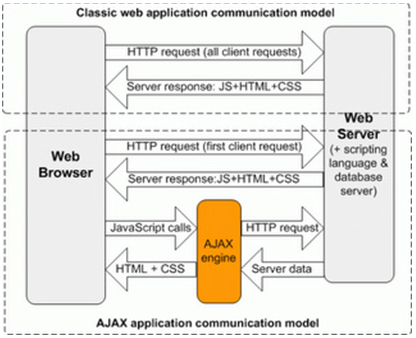 Classic web application communication model
HTTP request (all client requests)
Server response: JS+HTML+CSS
Web
Server
(+ scripting
language &
database
server)
Web
Browser
HTTP request (first client request)
Server response:JS+HTML+CSS
JavaScript calls
HTTP request
AJAX
engine
HTML + CSS
Server data
AJAX application communication model